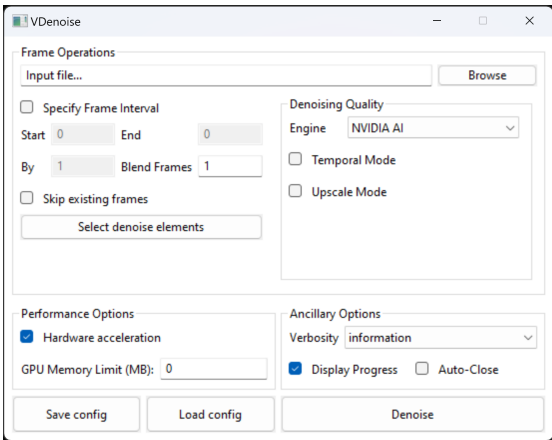 VDenoise
Frame Operations
Input file...
Browse
Specify Frame Interval
Start 0 End 0
By 1 Blend Frames 1
Skip existing frames
Select denoise elements
Denoising Quality
Engine NVIDIA AI
Temporal Mode
Upscale Mode
Performance Options
Hardware acceleration
GPU Memory Limit (MB): 0
Ancillary Options
Verbosity information
Display Progress Auto-Close
Save config Load config Denoise